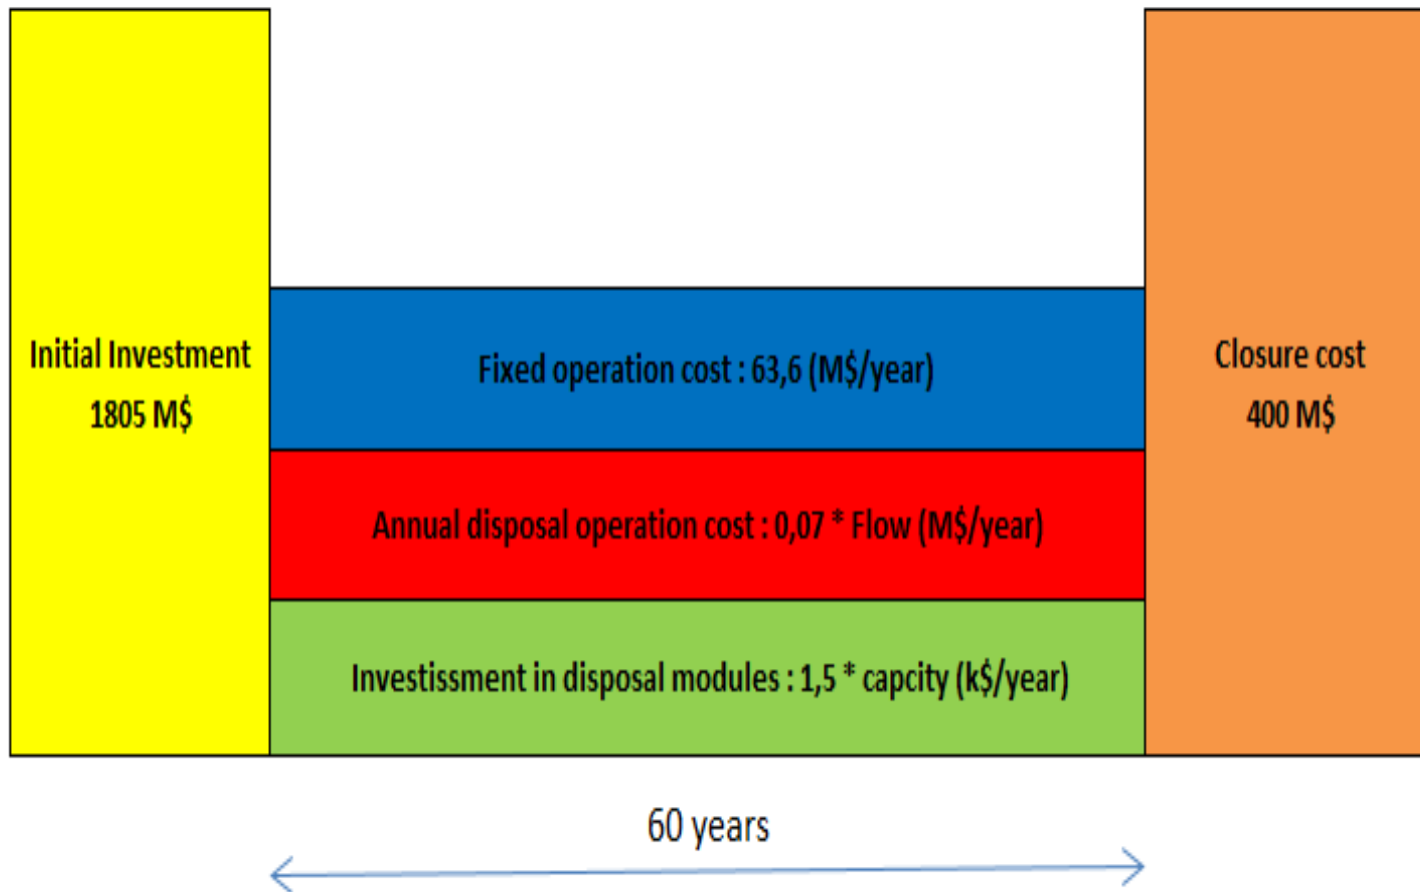 Initial Investment
1805 M$
Fixed operation cost : 63,6 (M$/year)
Annual disposal operation cost : 0,07 * Flow (M$/year)
Investissment in disposal modules : 1,5 * capcity (k$/year)
Closure cost
400 M$
60 years